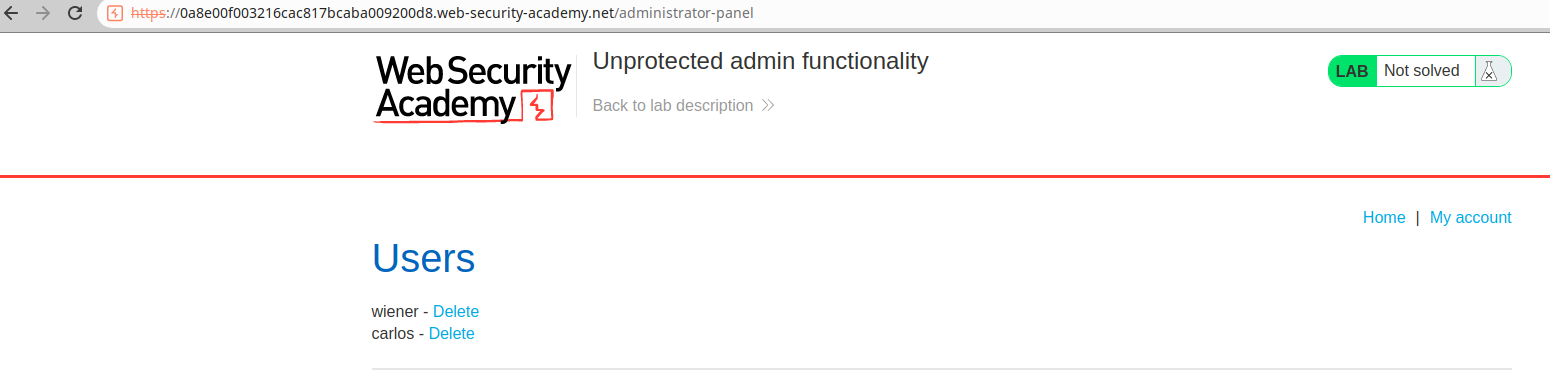 https://0a8e00f003216cac817bcaba009200d8.web-security-academy.net/administrator-panel
Web Security
Academy
Unprotected admin functionality
Back to lab description
LAB Not solved
Home | My account
Users
wiener - Delete
carlos - Delete